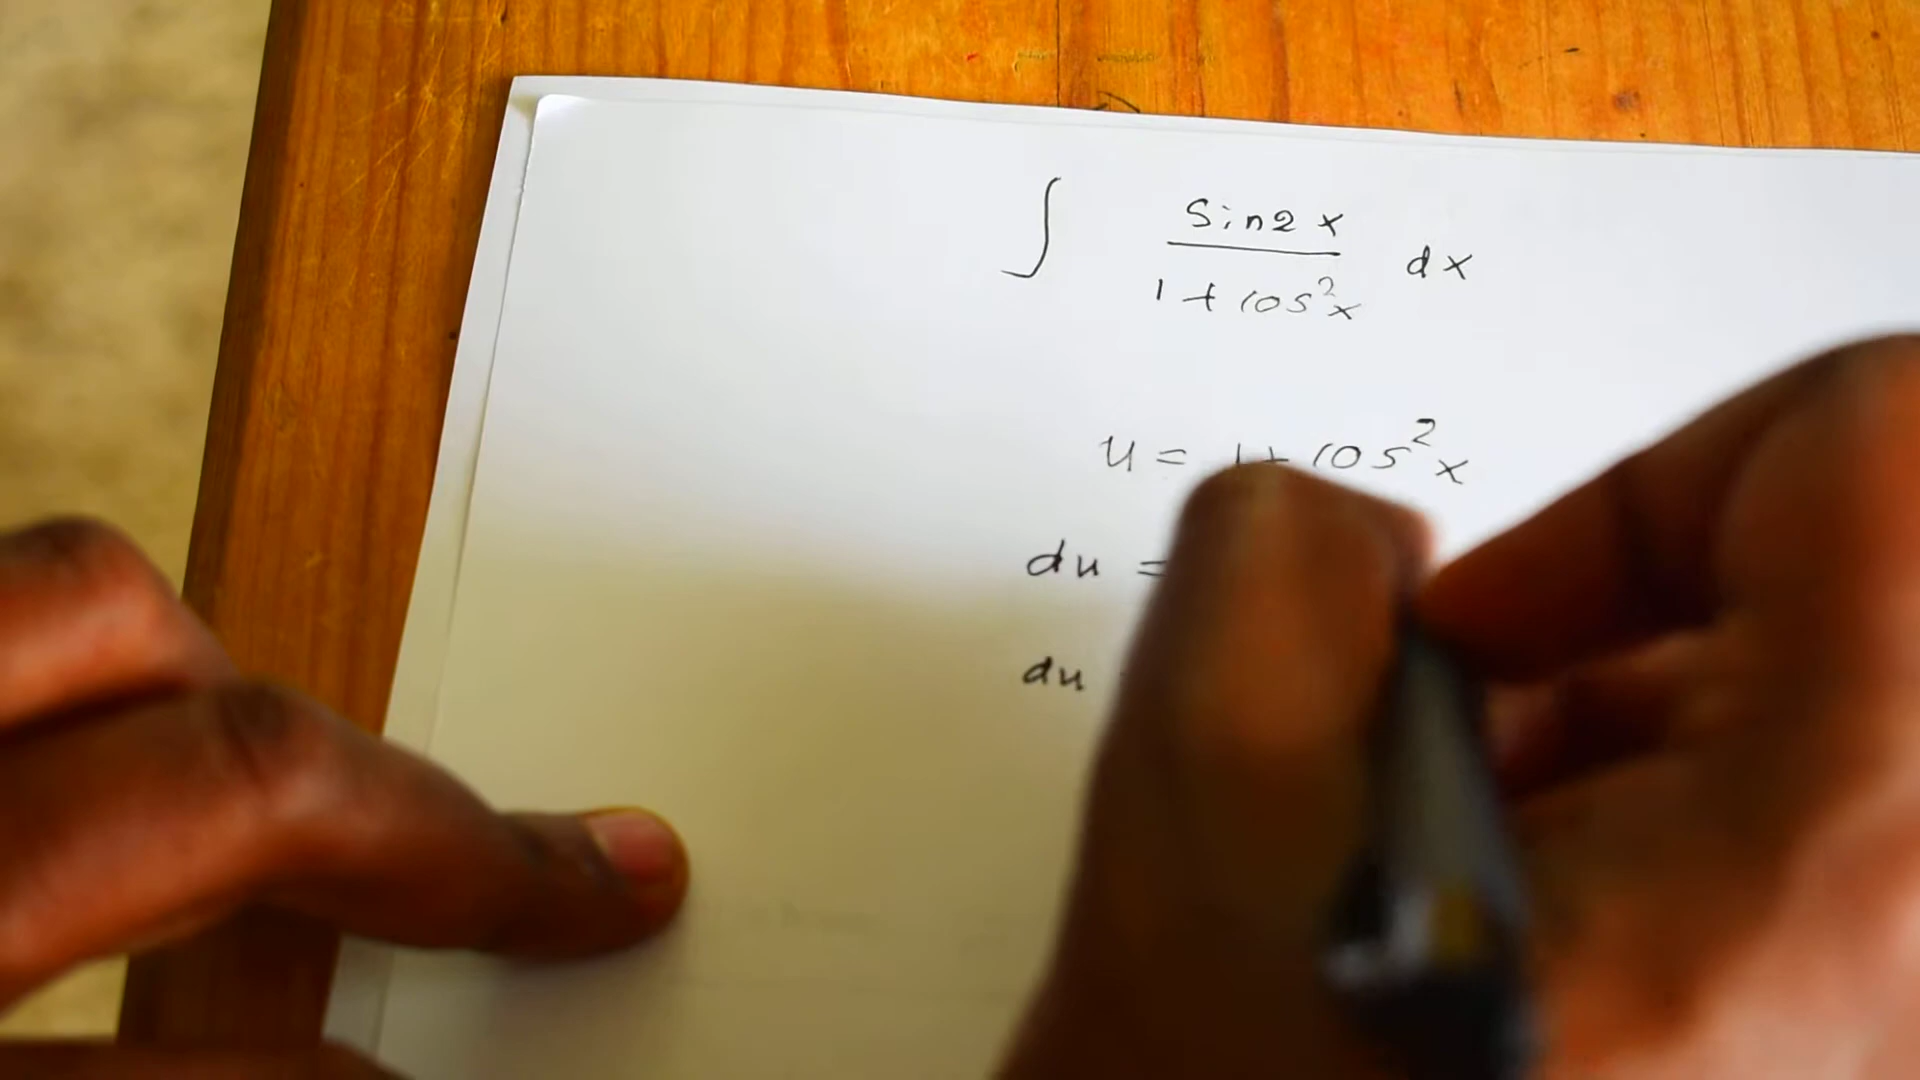 ∫ sin2x / 1 + cos²x dx
u = 1 + cos²x
du =
du